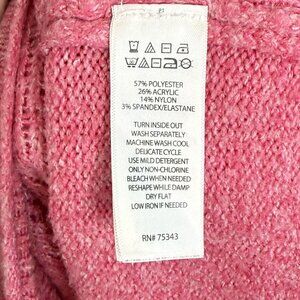 57% POLYESTER
26% ACRYLIC
14% NYLON
3% SPANDEX/ELASTANE
TURN INSIDE OUT
WASH SEPARATELY
MACHINE WASH COOL
DELICATE CYCLE
USE MILD DETERGENT
ONLY NON-CHLORINE
BLEACH WHEN NEEDED
RESHAPE WHILE DAMP
DRY FLAT
LOW IRON IF NEEDED
RN# 75343